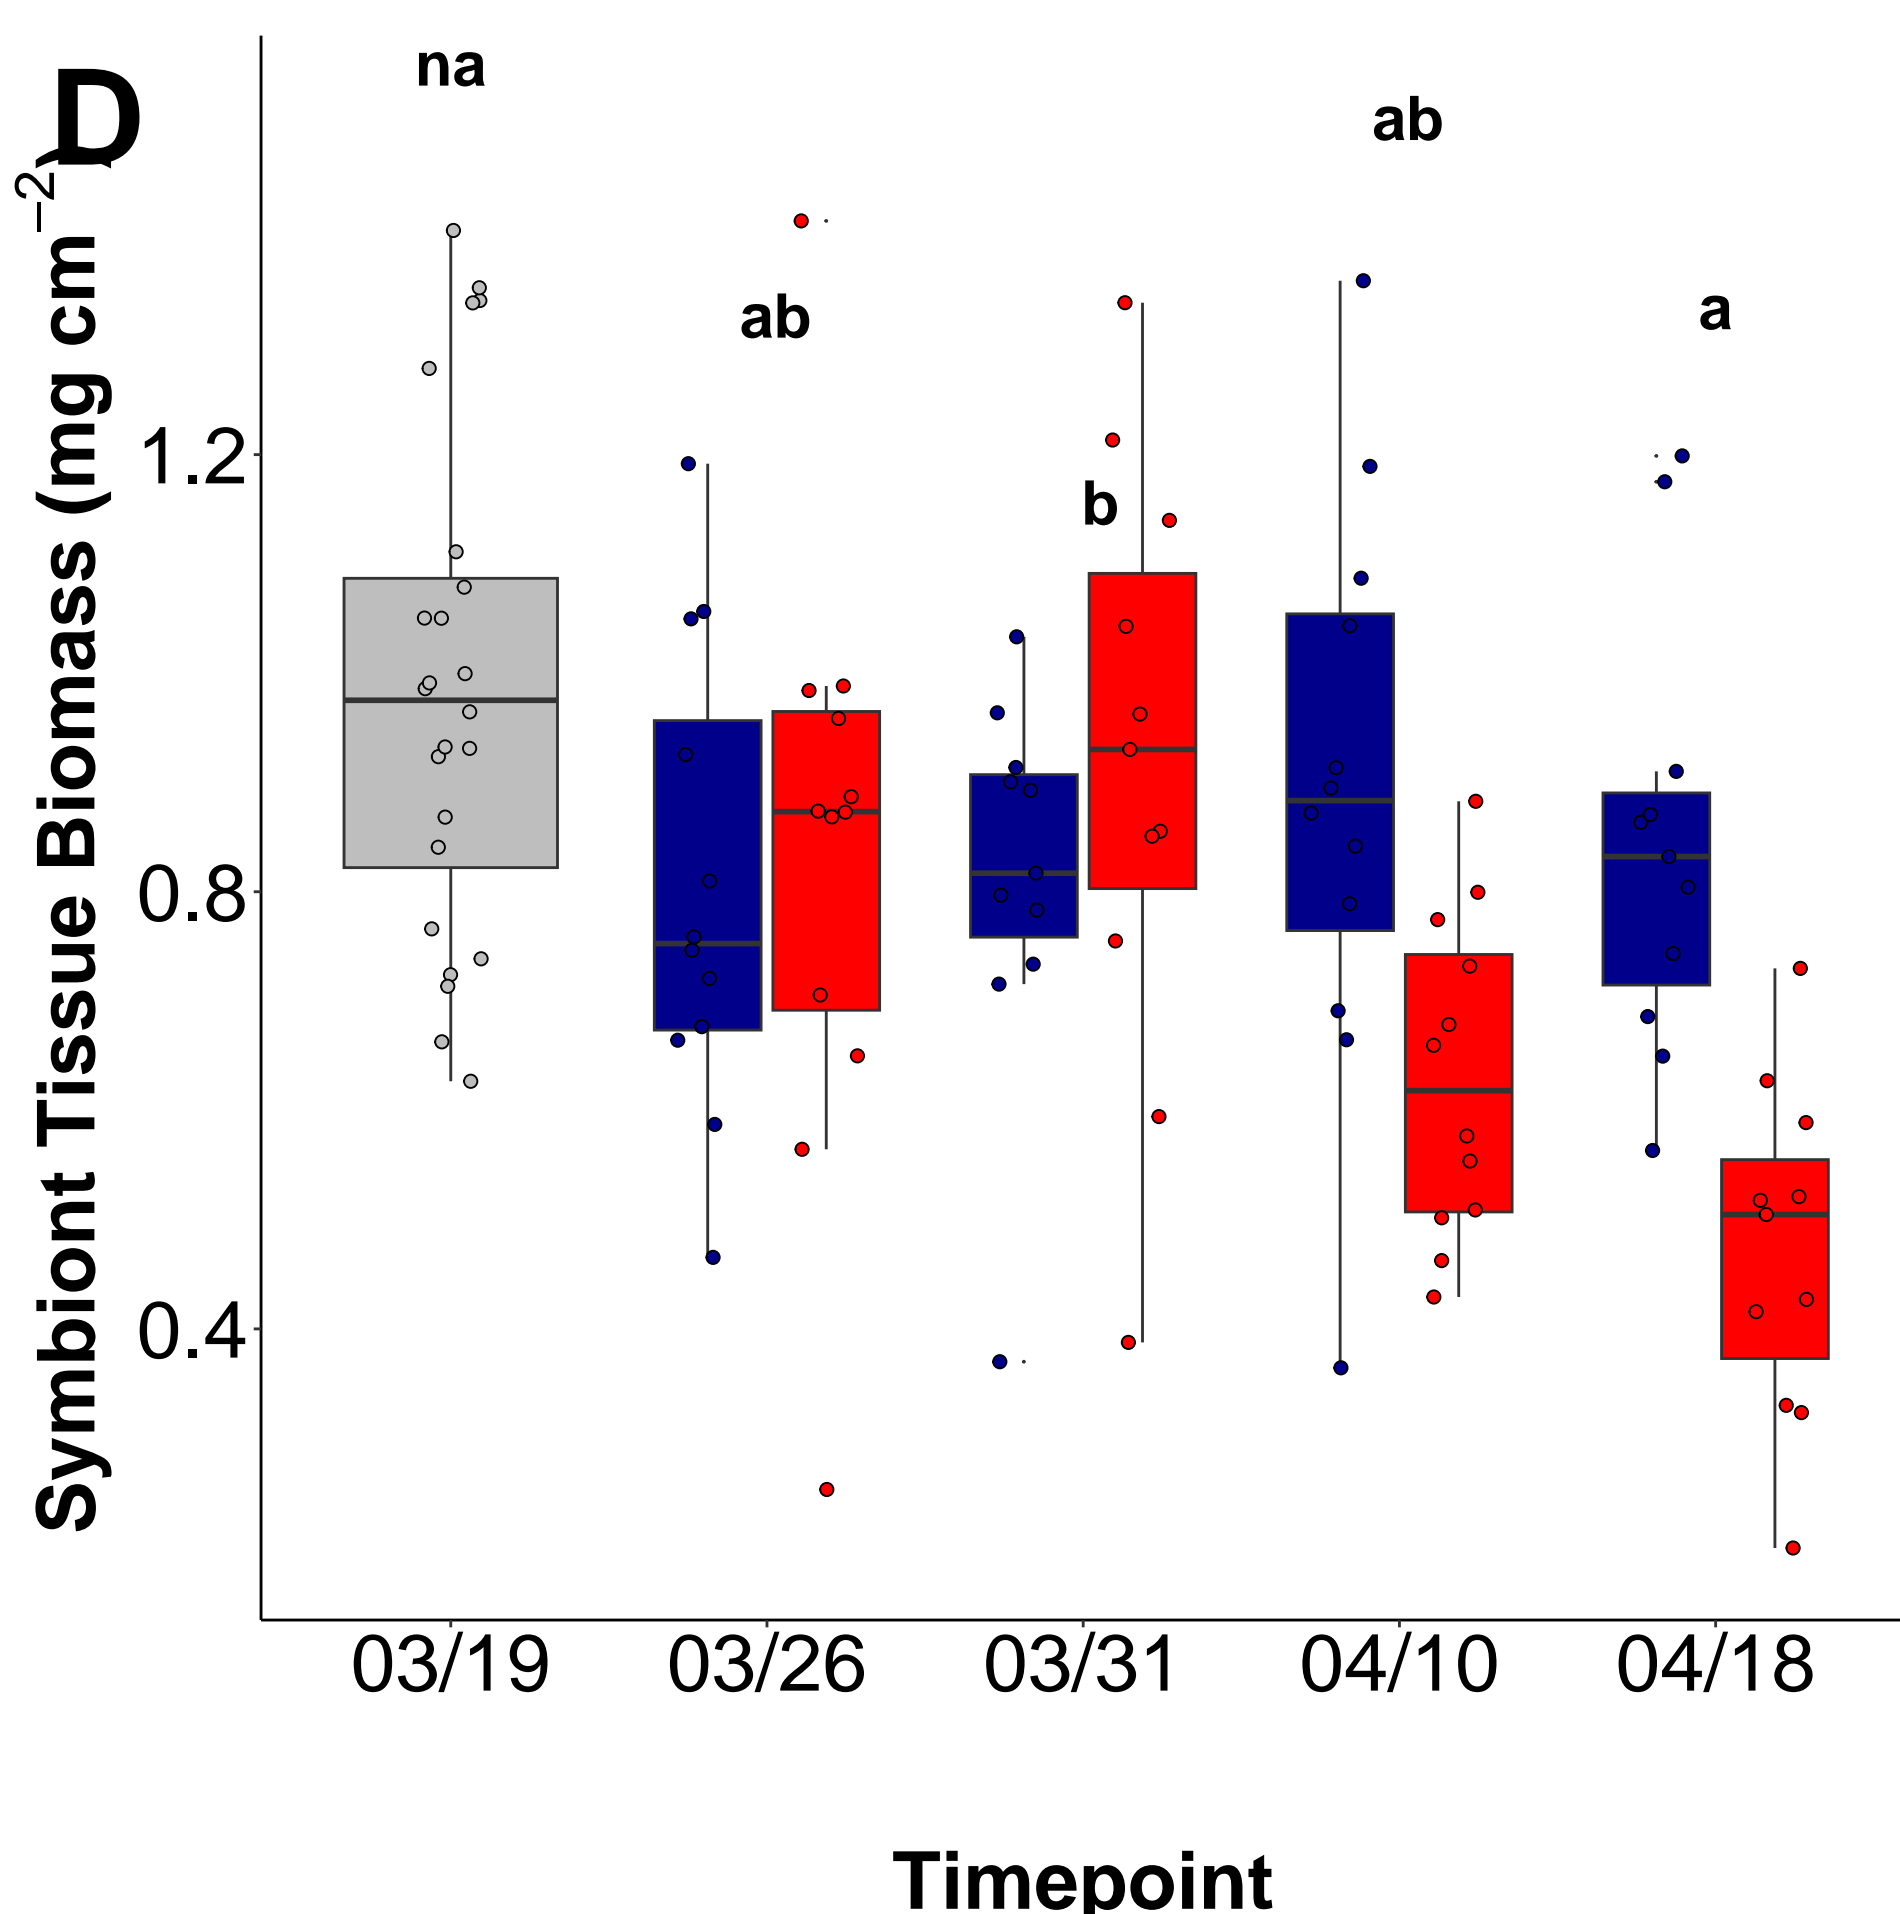 D
na
ab
ab
a
b
Symbiont Tissue Biomass (mg cm⁻²)
1.2
0.8
0.4
03/19 03/26 03/31 04/10 04/18
Timepoint